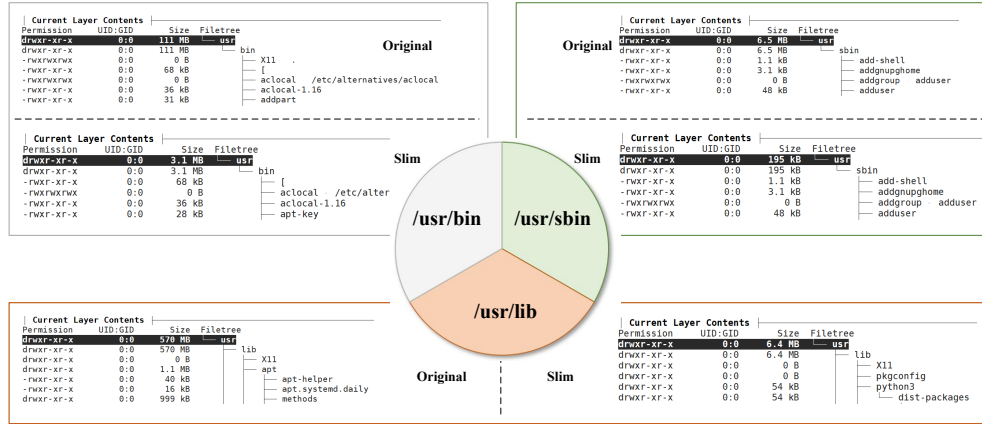 Current Layer Contents
Permission UID:GID Size Filetree
drwxr-xr-x 0:0 111 MB usr
drwxr-xr-x 0:0 111 MB bin
-rwxrwxrwx 0:0 0 B X11 .
-rwxr-xr-x 0:0 68 kB [
-rwxrwxrwx 0:0 0 B aclocal /etc/alternatives/aclocal
-rwxr-xr-x 0:0 36 kB aclocal-1.16
-rwxr-xr-x 0:0 31 kB addpart
Original
Current Layer Contents
Permission UID:GID Size Filetree
drwxr-xr-x 0:0 3.1 MB usr
drwxr-xr-x 0:0 3.1 MB bin
-rwxr-xr-x 0:0 68 kB [
-rwxrwxrwx 0:0 0 B aclocal /etc/alter
-rwxr-xr-x 0:0 36 kB aclocal-1.16
-rwxr-xr-x 0:0 28 kB apt-key
Slim
Original
Current Layer Contents
Permission UID:GID Size Filetree
drwxr-xr-x 0:0 6.5 MB usr
drwxr-xr-x 0:0 6.5 MB sbin
-rwxr-xr-x 0:0 1.1 kB add-shell
-rwxr-xr-x 0:0 3.1 kB addgnupghome
-rwxrwxrwx 0:0 0 B addgroup adduser
-rwxr-xr-x 0:0 48 kB adduser
Slim
Current Layer Contents
Permission UID:GID Size Filetree
drwxr-xr-x 0:0 195 kB usr
drwxr-xr-x 0:0 195 kB sbin
-rwxr-xr-x 0:0 1.1 kB add-shell
-rwxr-xr-x 0:0 3.1 kB addgnupghome
-rwxrwxrwx 0:0 0 B addgroup adduser
-rwxr-xr-x 0:0 48 kB adduser
/usr/bin
/usr/sbin
/usr/lib
Current Layer Contents
Permission UID:GID Size Filetree
drwxr-xr-x 0:0 570 MB usr
drwxr-xr-x 0:0 570 MB lib
drwxr-xr-x 0:0 0 B X11
drwxr-xr-x 0:0 1.1 MB apt
-rwxr-xr-x 0:0 40 kB apt-helper
-rwxr-xr-x 0:0 16 kB apt.systemd.daily
drwxr-xr-x 0:0 999 kB methods
Original
Slim
Current Layer Contents
Permission UID:GID Size Filetree
drwxr-xr-x 0:0 6.4 MB usr
drwxr-xr-x 0:0 6.4 MB lib
drwxr-xr-x 0:0 0 B X11
drwxr-xr-x 0:0 0 B pkgconfig
drwxr-xr-x 0:0 54 kB python3
drwxr-xr-x 0:0 54 kB dist-packages